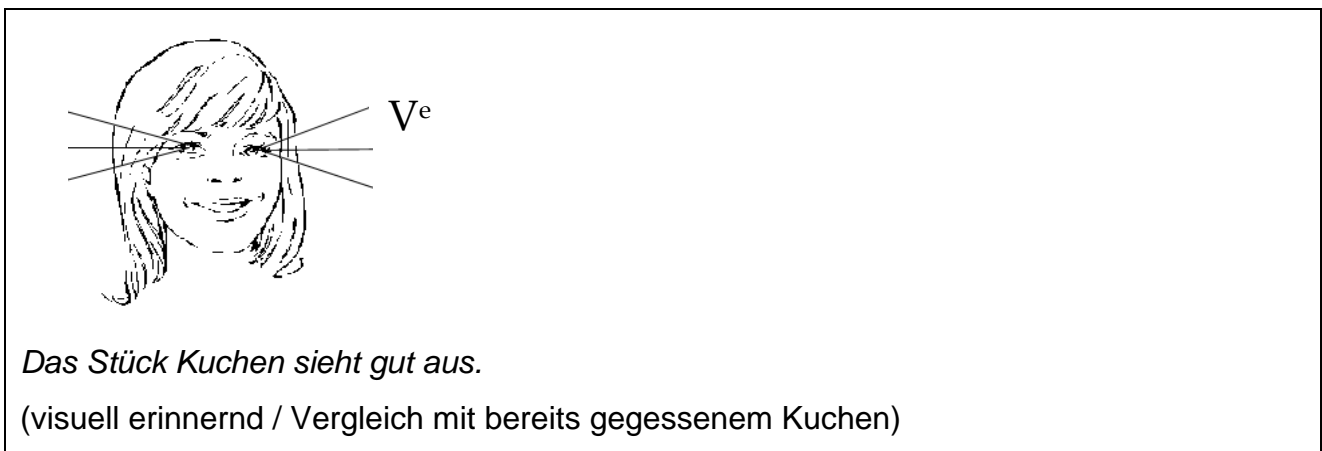 Vᵉ
Das Stück Kuchen sieht gut aus.
(visuell erinnernd / Vergleich mit bereits gegessenem Kuchen)